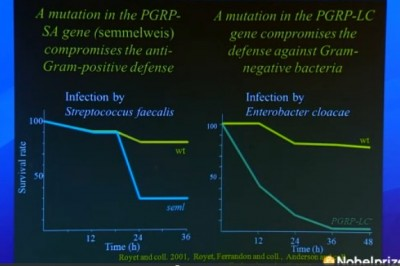 A mutation in the PGRP-
SA gene (semmelweis)
compromises the anti-
Gram-positive defense
A mutation in the PGRP-LC
gene compromises the
defense against Gram-
negative bacteria
Infection by
Streptococcus faecalis
Infection by
Enterobacter cloacae
Survival rate
100
50
wt
seml
12
24
36
Time (h)
100
50
wt
PGRP-LC
12
24
36
48
Time (h)
Royet and coll. 2001, Royet, Ferrandon and coll., Anderson
Nobelprize